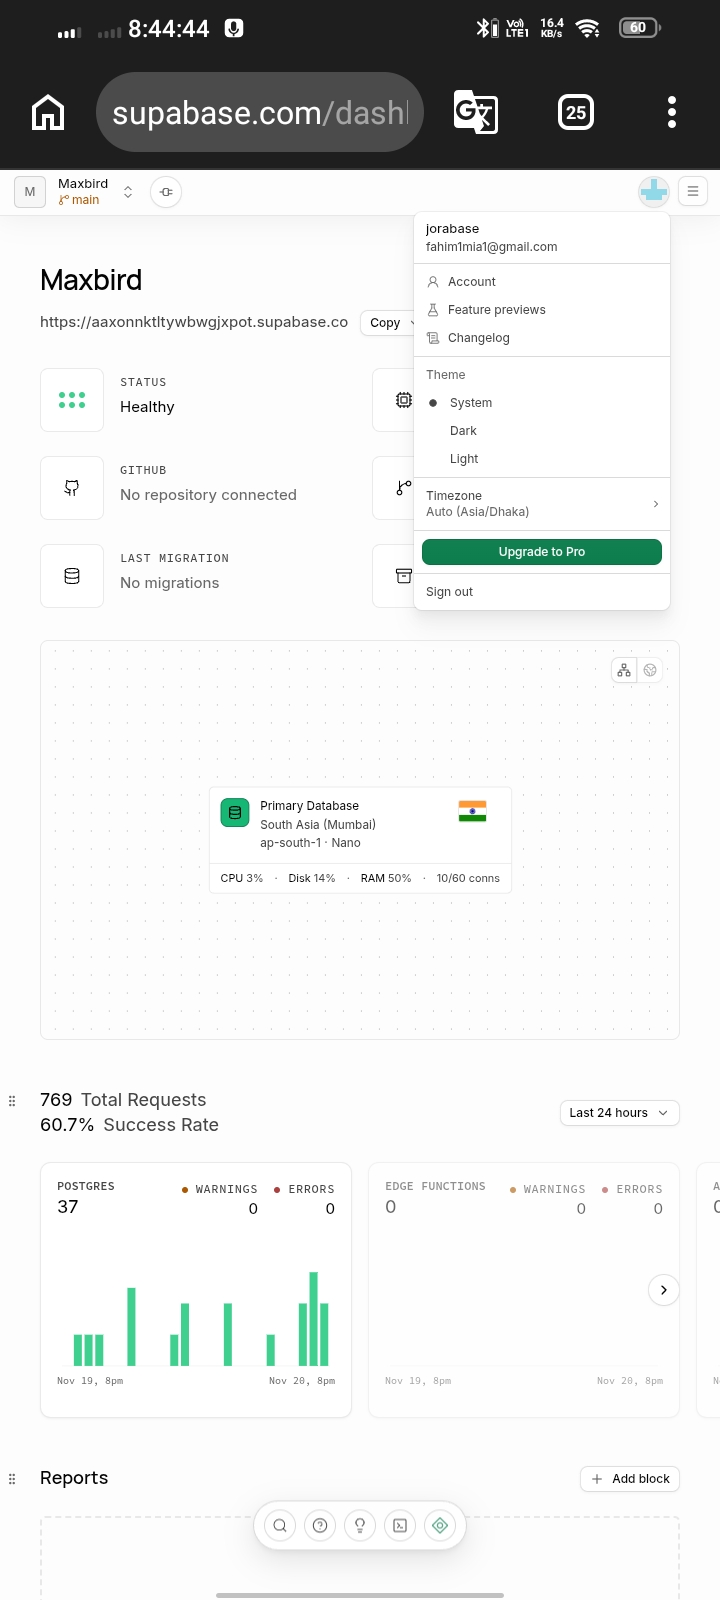 8:44:44
Vo))
LTE1
16.4
KB/s
60
supabase.com/dash
25
M
Maxbird
main
jorabase
fahim1mia1@gmail.com
Account
Feature previews
Changelog
Theme
System
Dark
Light
Timezone
Auto (Asia/Dhaka)
Upgrade to Pro
Sign out
Maxbird
https://aaxonnktltywbwgjxpot.supabase.co
Copy
STATUS
Healthy
GITHUB
No repository connected
LAST MIGRATION
No migrations
Primary Database
South Asia (Mumbai)
ap-south-1 · Nano
CPU 3% · Disk 14% · RAM 50% · 10/60 conns
769 Total Requests
60.7% Success Rate
Last 24 hours
POSTGRES
37
WARNINGS
0
ERRORS
0
Nov 19, 8pm
Nov 20, 8pm
EDGE FUNCTIONS
0
WARNINGS
0
ERRORS
0
Nov 19, 8pm
Nov 20, 8pm
Reports
Add block